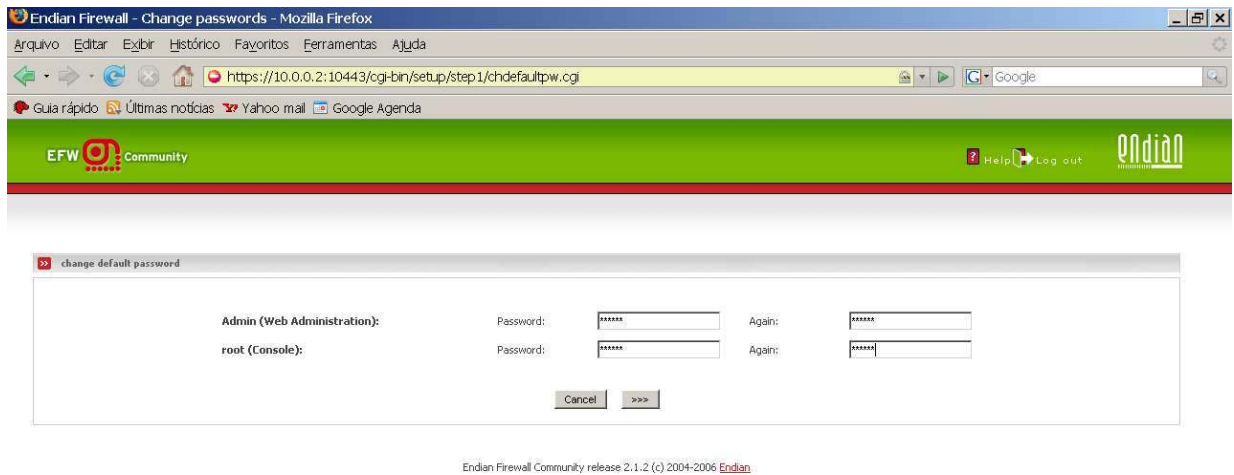 Endian Firewall - Change passwords - Mozilla Firefox
Arquivo Editar Exibir Histórico Favoritos Ferramentas Ajuda
https://10.0.0.2:10443/cgi-bin/setup/step1/chdefaultpw.cgi G Google
Guia rápido Últimas notícias Yahoo mail Google Agenda
EFW Community ? Help Log out endian
>> change default password
Admin (Web Administration): Password: ****** Again: ******
root (Console): Password: ****** Again: ******
Cancel >>>
Endian Firewall Community release 2.1.2 (c) 2004-2006 Endian